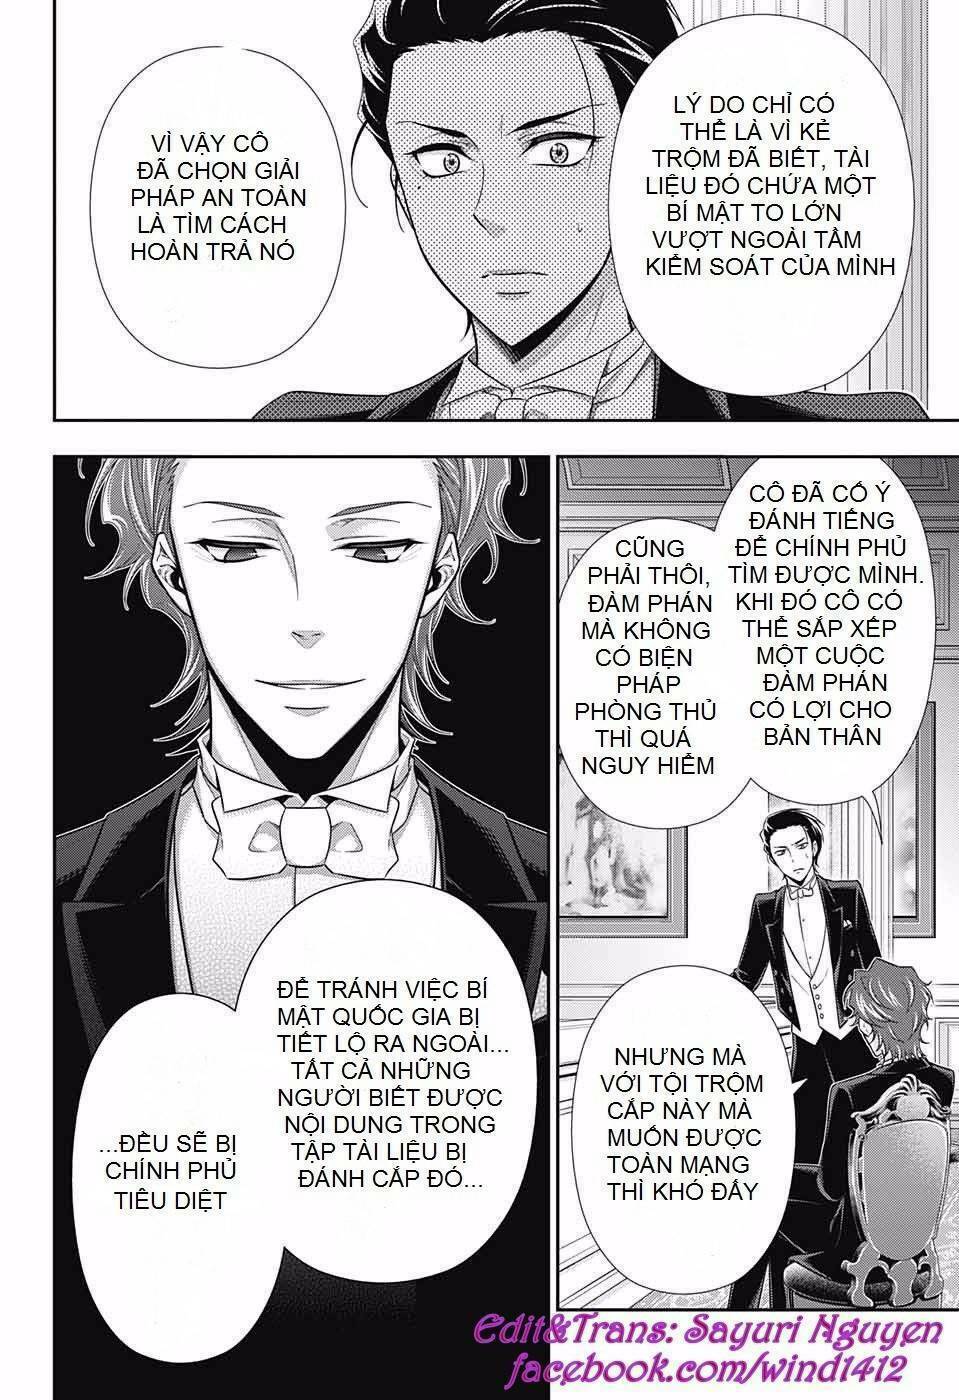 LÝ DO CHỈ CÓ
THỂ LÀ VÌ KẺ
TRỘM ĐÃ BIẾT, TÀI
LIỆU ĐÓ CHỨA MỘT
BÍ MẬT TO LỚN
VƯỢT NGOÀI TẦM
KIỂM SOÁT CỦA MÌNH
VÌ VẬY CÔ
ĐÃ CHỌN GIẢI
PHÁP AN TOÀN
LÀ TÌM CÁCH
HOÀN TRẢ NÓ
CÔ ĐÃ CỐ Ý
ĐÁNH TIẾNG
ĐỂ CHÍNH PHỦ
TÌM ĐƯỢC MÌNH.
KHI ĐÓ CÔ CÓ
THỂ SẮP XẾP
MỘT CUỘC
ĐÀM PHÁN
CÓ LỢI CHO
BẢN THÂN
CŨNG
PHẢI THÔI,
ĐÀM PHÁN
MÀ KHÔNG
CÓ BIỆN
PHÁP
PHÒNG THỦ
THÌ QUÁ
NGUY HIỂM
NHƯNG MÀ
VỚI TỘI TRỘM
CẮP NÀY MÀ
MUỐN ĐƯỢC
TOÀN MẠNG
THÌ KHÓ ĐẤY
ĐỂ TRÁNH VIỆC BÍ
MẬT QUỐC GIA BỊ
TIẾT LỘ RA NGOÀI...
TẤT CẢ NHỮNG
NGƯỜI BIẾT ĐƯỢC
NỘI DUNG TRONG
TẬP TÀI LIỆU BỊ
ĐÁNH CẮP ĐÓ...
...ĐỀU SẼ BỊ
CHÍNH PHỦ
TIÊU DIỆT
Edit&Trans: Sayuri Nguyen
facebook.com/wind1412